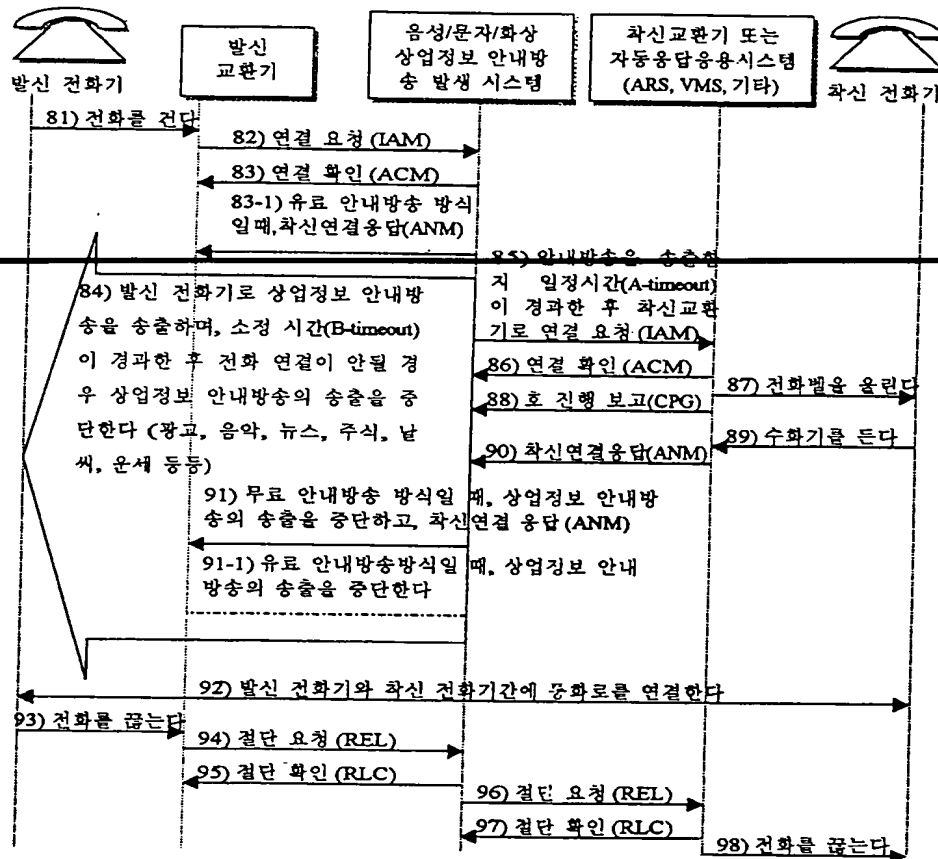 발신 전화기
발신
교환기
음성/문자/화상
상업정보 안내방
송 발생 시스템
착신교환기 또는
자동응답응용시스템
(ARS, VMS, 기타)
착신 전화기
81) 전화를 건다
82) 연결 요청 (IAM)
83) 연결 확인 (ACM)
83-1) 유료 안내방송 방식
일때,착신연결응답(ANM)
84) 발신 전화기로 상업정보 안내방
송을 송출하며, 소정 시간(B-timeout)
이 경과한 후 전화 연결이 안될 경
우 상업정보 안내방송의 송출을 중
단한다 (광고, 음악, 뉴스, 주식, 날
씨, 운세 등등)
85) 안내방송을 송출한
지 일정시간(A-timeout)
이 경과한 후 착신교환
기로 연결 요청(IAM)
86) 연결 확인 (ACM)
87) 전화벨을 울린다
88) 호 진행 보고(CPG)
89) 수화기를 든다
90) 착신연결응답(ANM)
91) 무료 안내방송 방식일 때, 상업정보 안내방
송의 송출을 중단하고, 착신연결 응답 (ANM)
91-1) 유료 안내방송방식일 때, 상업정보 안내
방송의 송출을 중단한다
92) 발신 전화기와 착신 전화기간에 통화로를 연결한다
93) 전화를 끊는다
94) 절단 요청 (REL)
95) 절단 확인 (RLC)
96) 절단 요청 (REL)
97) 절단 확인 (RLC)
98) 전화를 끊는다